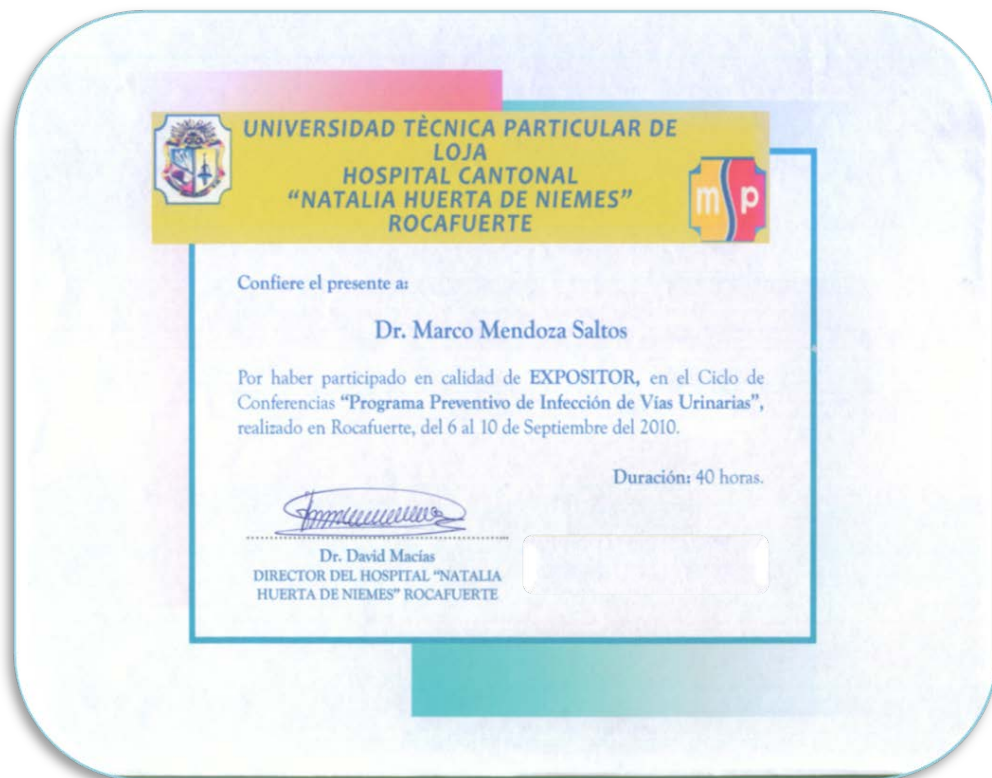 UNIVERSIDAD TÈCNICA PARTICULAR DE
LOJA
HOSPITAL CANTONAL
“NATALIA HUERTA DE NIEMES”
ROCAFUERTE
msp
Confiere el presente a:
Dr. Marco Mendoza Saltos
Por haber participado en calidad de EXPOSITOR, en el Ciclo de
Conferencias “Programa Preventivo de Infección de Vías Urinarias”,
realizado en Rocafuerte, del 6 al 10 de Septiembre del 2010.
Duración: 40 horas.
Dr. David Macías
DIRECTOR DEL HOSPITAL “NATALIA
HUERTA DE NIEMES” ROCAFUERTE